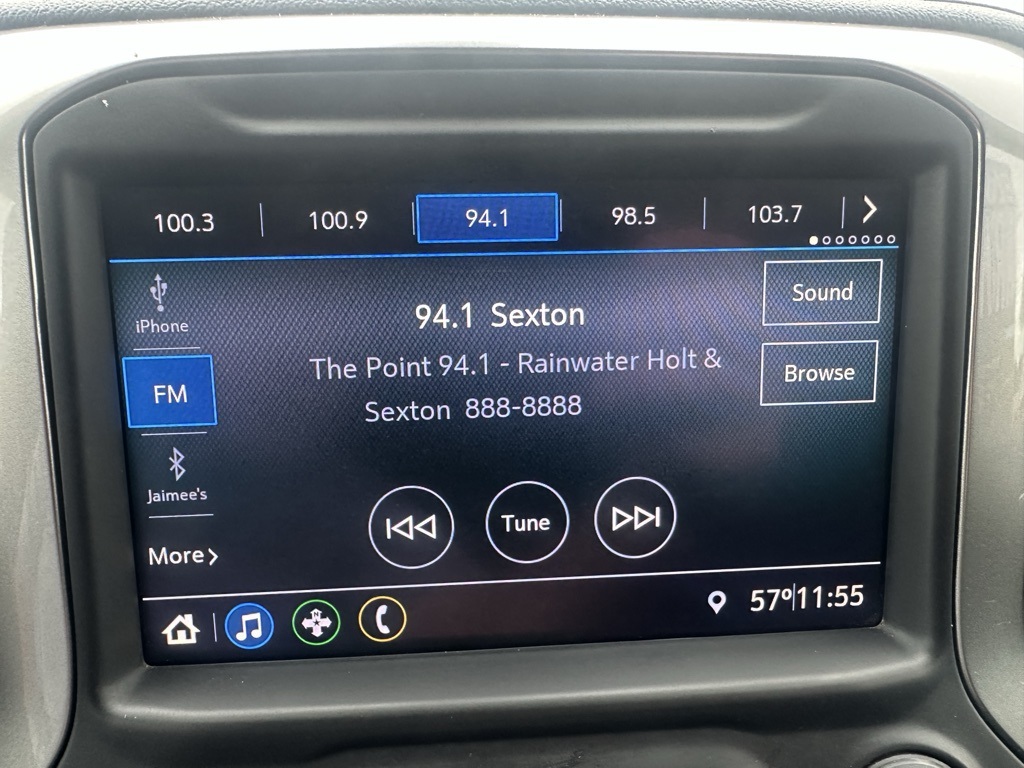 100.3 100.9 94.1 98.5 103.7
Sound
94.1 Sexton
iPhone
The Point 94.1 - Rainwater Holt &
Browse
FM
Sexton 888-8888
Jaimee's
Tune
More
N
57º 11:55